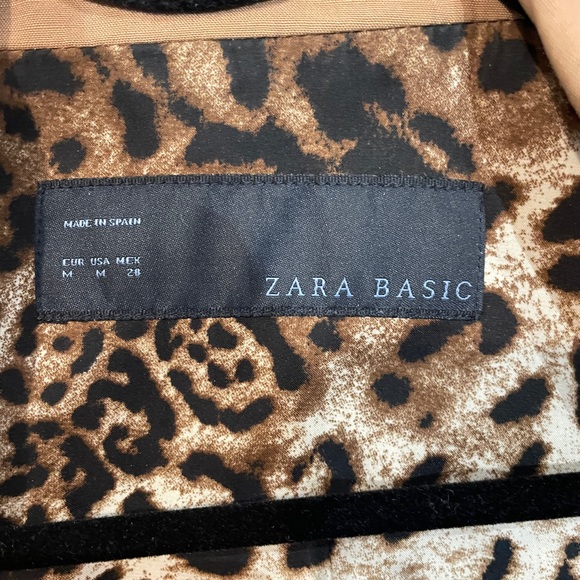 MADE IN SPAIN
EUR USA MEX
M M 28
ZARA BASIC